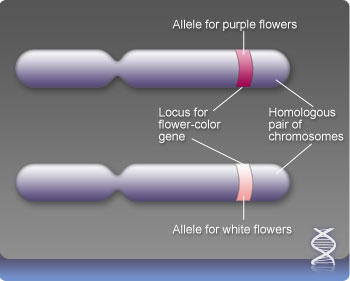 Allele for purple flowers
Locus for
flower-color
gene
Homologous
pair of
chromosomes
Allele for white flowers